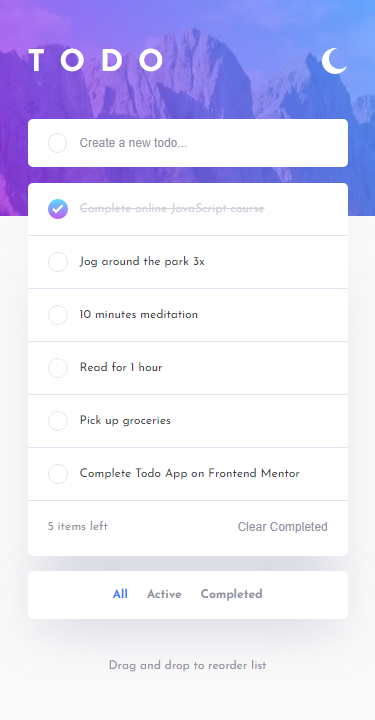 TODO
Create a new todo...
Complete online JavaScript course
Jog around the park 3x
10 minutes meditation
Read for 1 hour
Pick up groceries
Complete Todo App on Frontend Mentor
5 items left Clear Completed
All Active Completed
Drag and drop to reorder list